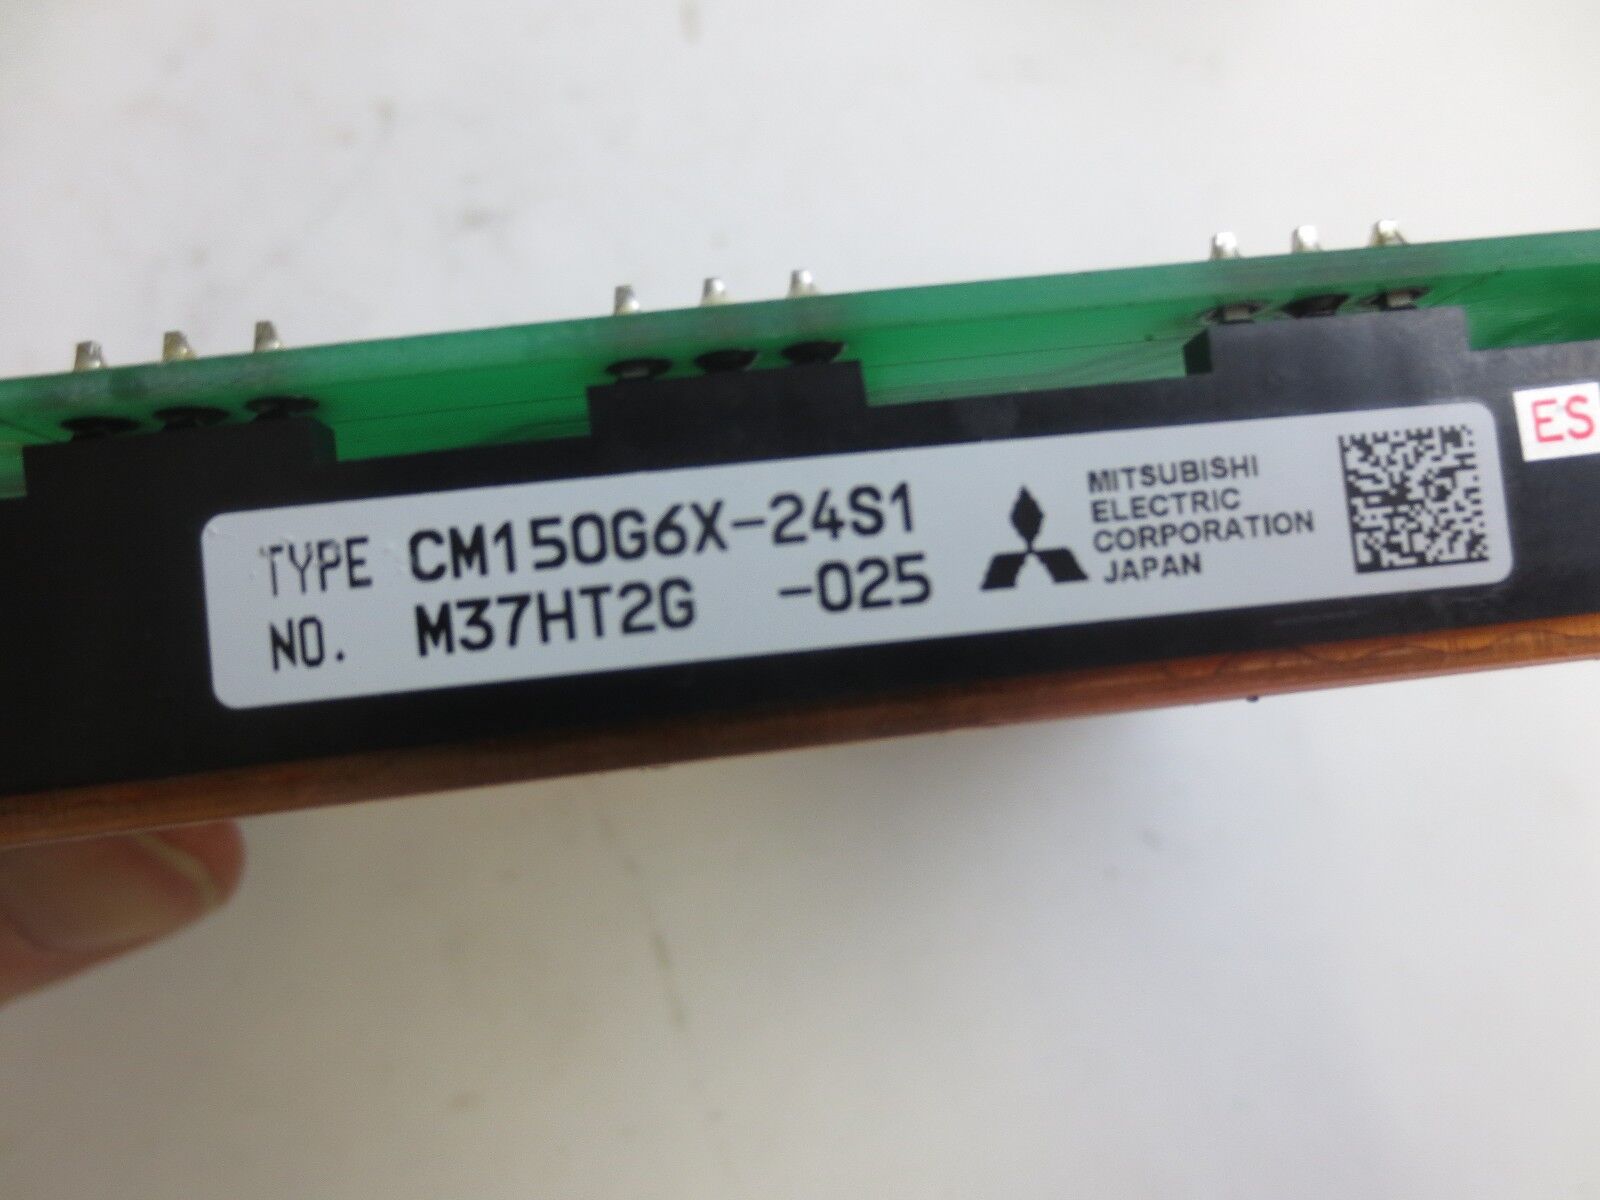 TYPE CM150G6X-24S1
NO. M37HT2G -025
MITSUBISHI
ELECTRIC
CORPORATION
JAPAN
ES